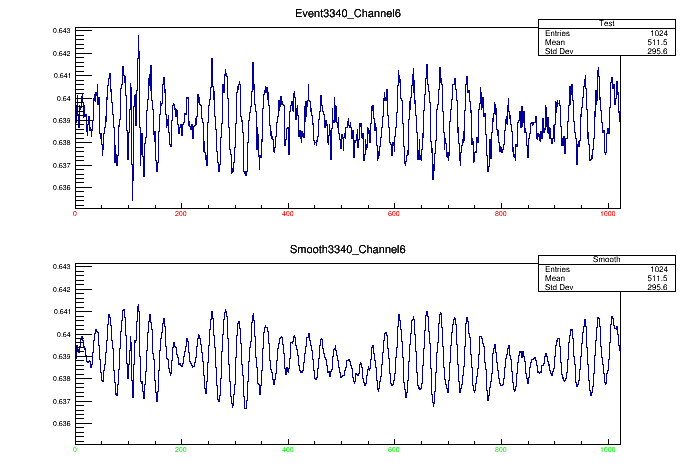 Event3340_Channel6
Test
Entries 1024
Mean 511.5
Std Dev 295.6
0.643
0.642
0.641
0.64
0.639
0.638
0.637
0.636
0 200 400 600 800 1000
Smooth3340_Channel6
Smooth
Entries 1024
Mean 511.5
Std Dev 295.6
0.643
0.642
0.641
0.64
0.639
0.638
0.637
0.636
0 200 400 600 800 1000